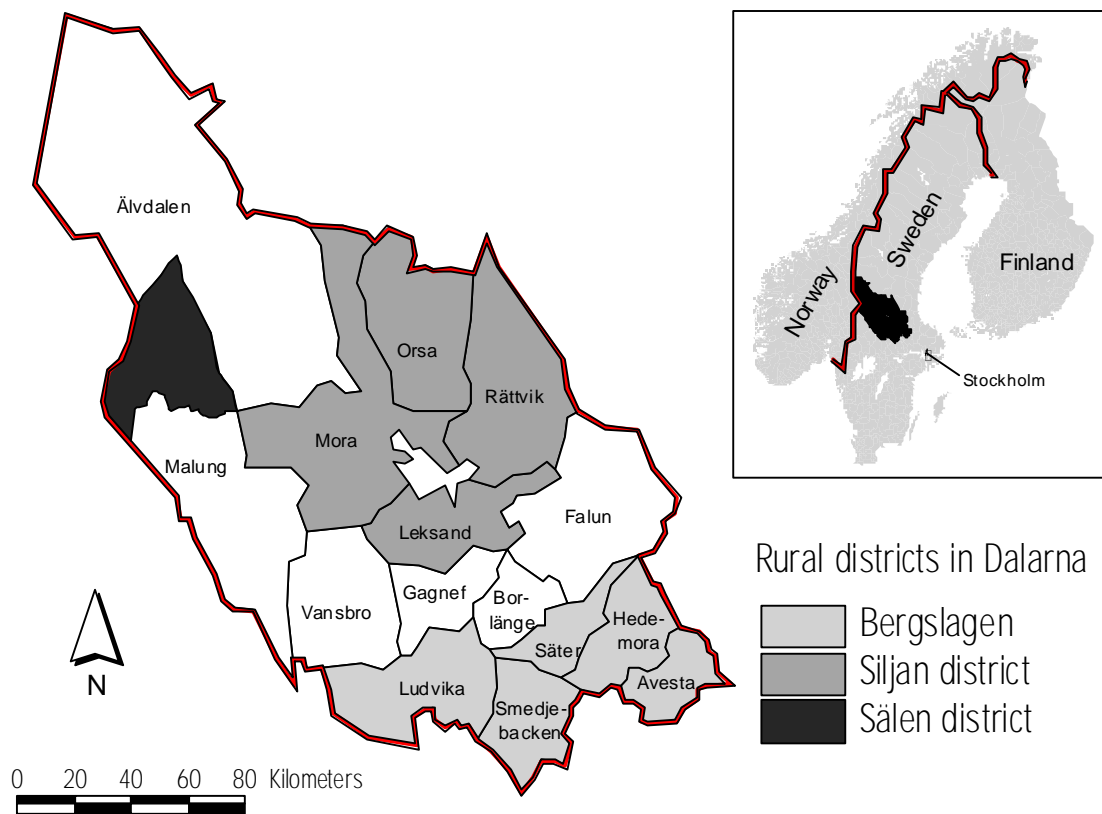 Älvdalen
Orsa
Rättvik
Mora
Malung
Leksand
Falun
Vansbro
Gagnef
Bor-
länge
Hede-
mora
Säter
Avesta
Ludvika
Smedje-
backen
N
0 20 40 60 80 Kilometers
Norway
Sweden
Finland
Stockholm
Rural districts in Dalarna
Bergslagen
Siljan district
Sälen district